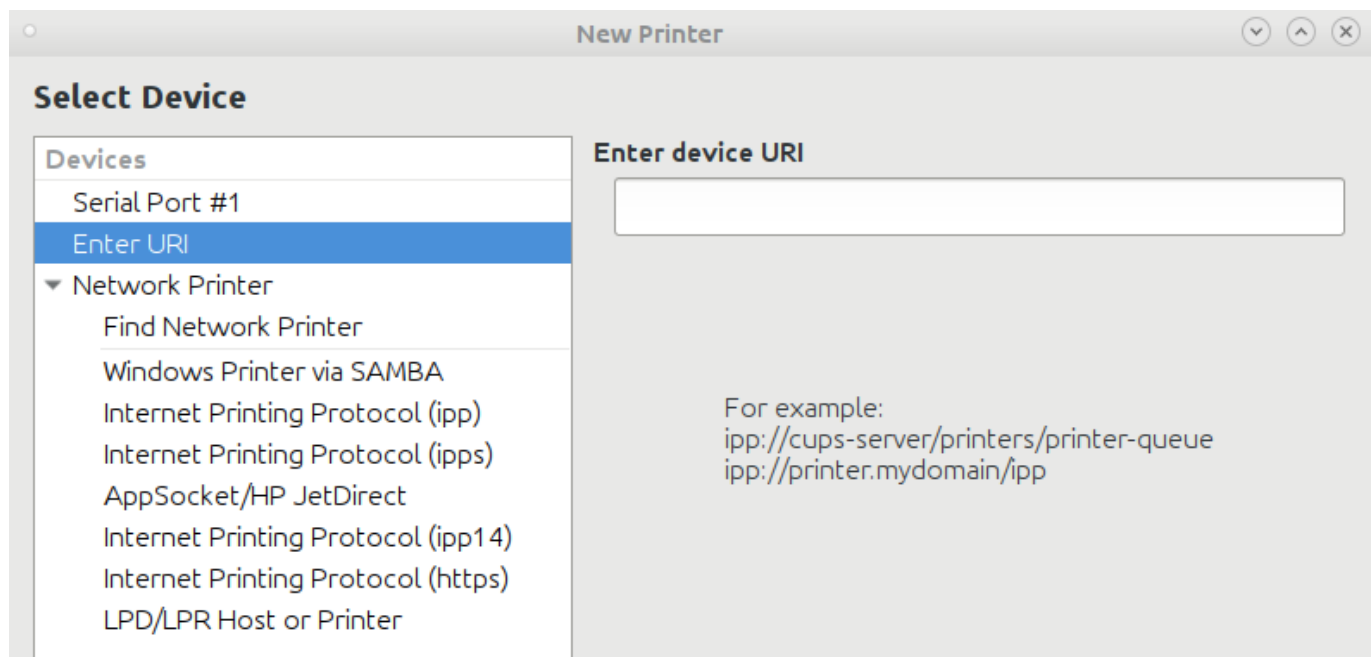 New Printer
Select Device
Devices
Serial Port #1
Enter URI
Network Printer
Find Network Printer
Windows Printer via SAMBA
Internet Printing Protocol (ipp)
Internet Printing Protocol (ipps)
AppSocket/HP JetDirect
Internet Printing Protocol (ipp14)
Internet Printing Protocol (https)
LPD/LPR Host or Printer
Enter device URI
For example:
ipp://cups-server/printers/printer-queue
ipp://printer.mydomain/ipp